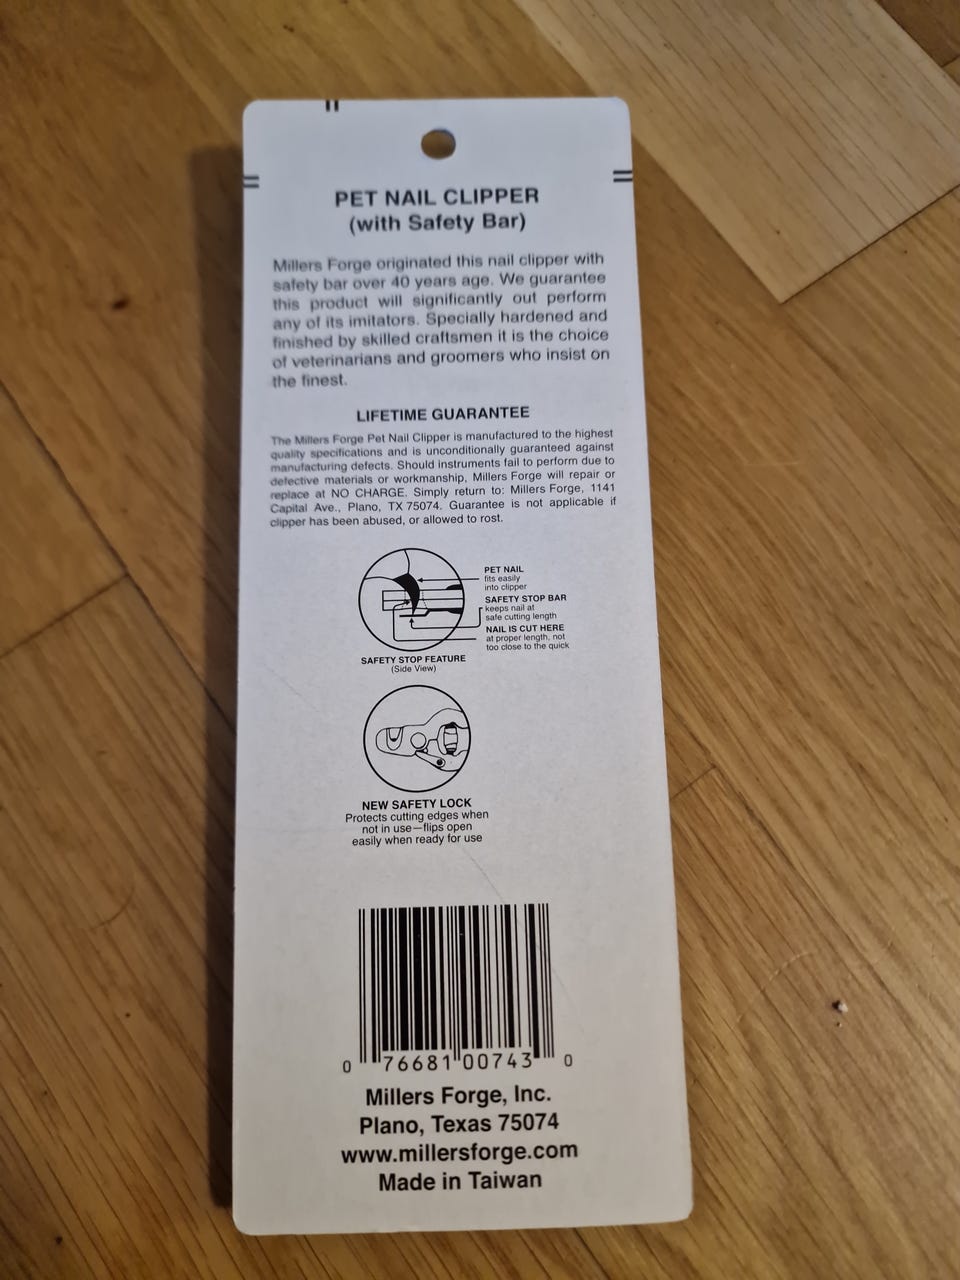 PET NAIL CLIPPER
(with Safety Bar)
Millers Forge originated this nail clipper with
safety bar over 40 years age. We guarantee
this product will significantly out perform
any of its imitators. Specially hardened and
finished by skilled craftsmen it is the choice
of veterinarians and groomers who insist on
the finest.
LIFETIME GUARANTEE
The Millers Forge Pet Nail Clipper is manufactured to the highest
quality specifications and is unconditionally guaranteed against
manufacturing defects. Should instruments fail to perform due to
defective materials or workmanship, Millers Forge will repair or
replace at NO CHARGE. Simply return to: Millers Forge, 1141
Capital Ave., Plano, TX 75074. Guarantee is not applicable if
clipper has been abused, or allowed to rost.
PET NAIL
fits easily
into clipper
SAFETY STOP BAR
keeps nail at
safe cutting length
NAIL IS CUT HERE
at proper length, not
too close to the quick
SAFETY STOP FEATURE
(Side View)
NEW SAFETY LOCK
Protects cutting edges when
not in use—flips open
easily when ready for use
0 76681 00743 0
Millers Forge, Inc.
Plano, Texas 75074
www.millersforge.com
Made in Taiwan